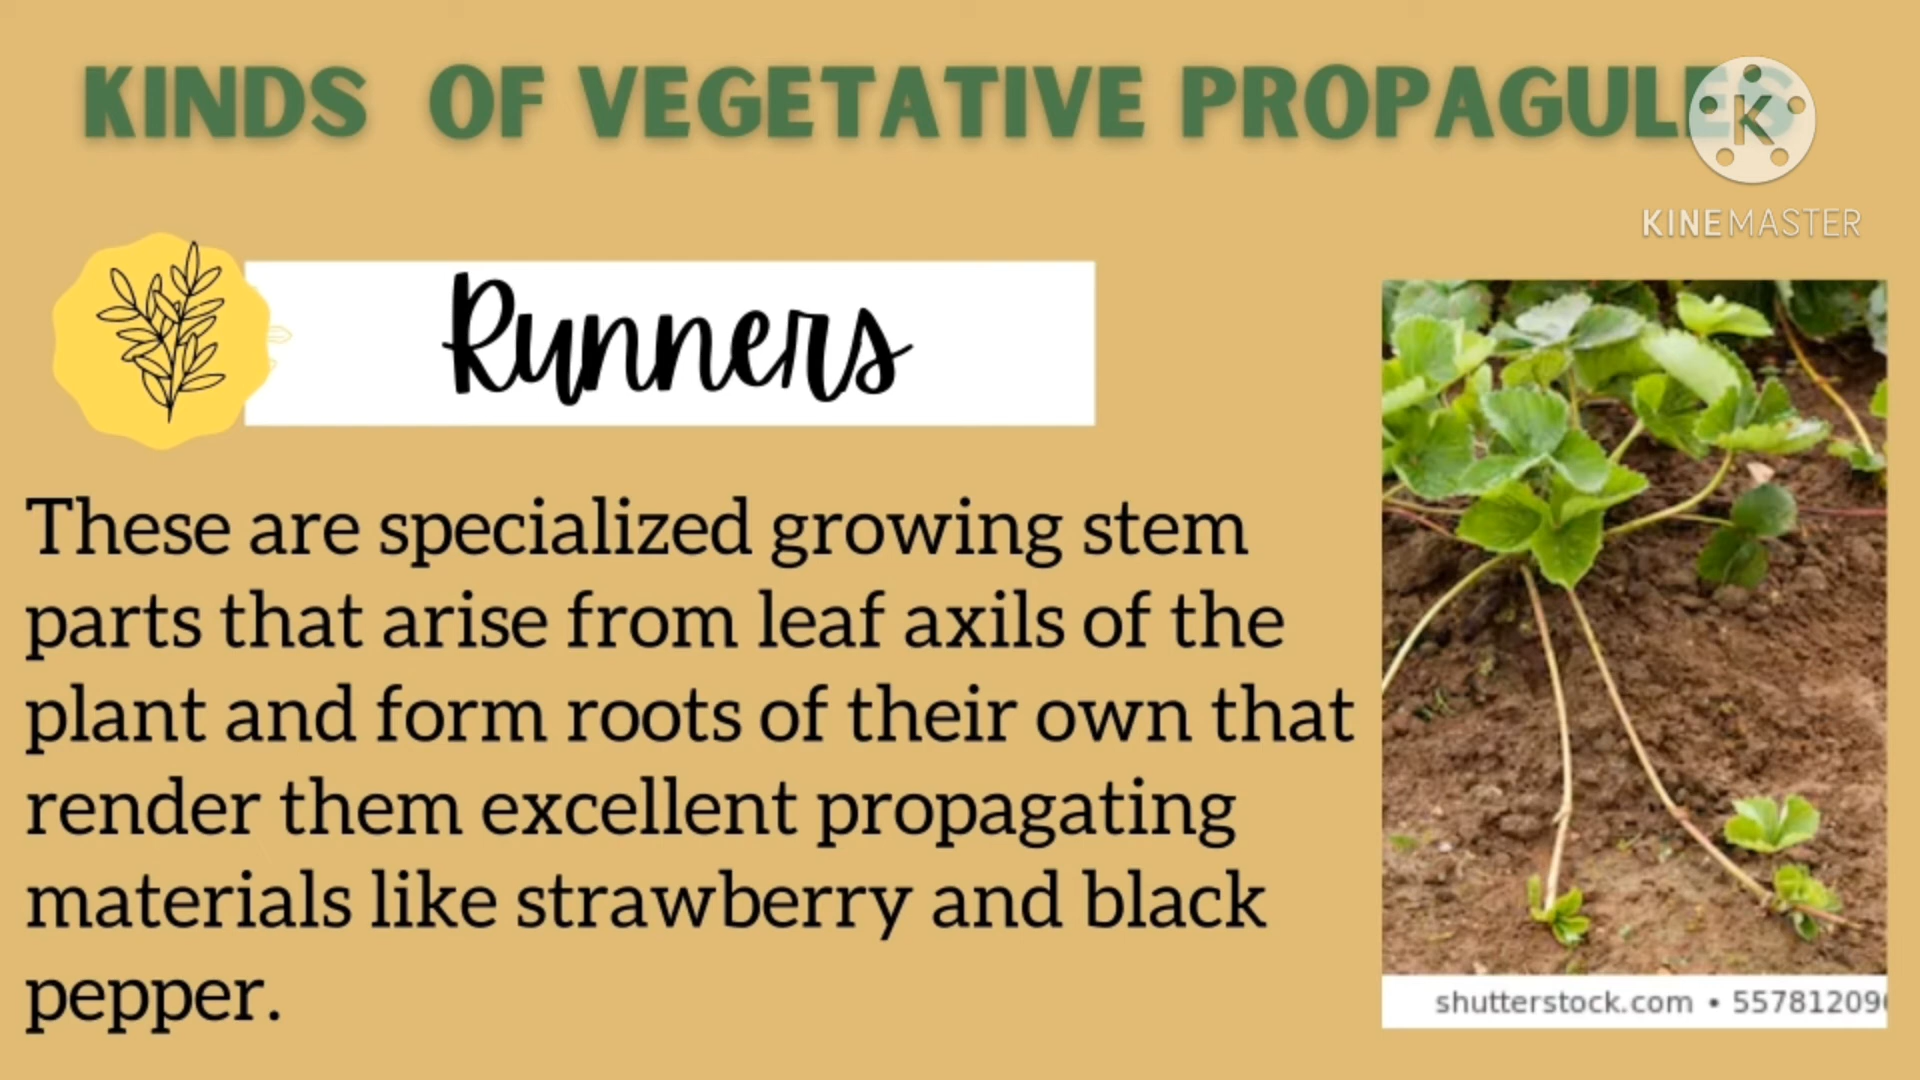 KINDS OF VEGETATIVE PROPAGULES
K
KINEMASTER
Runners
These are specialized growing stem
parts that arise from leaf axils of the
plant and form roots of their own that
render them excellent propagating
materials like strawberry and black
pepper.
shutterstock.com • 557812090